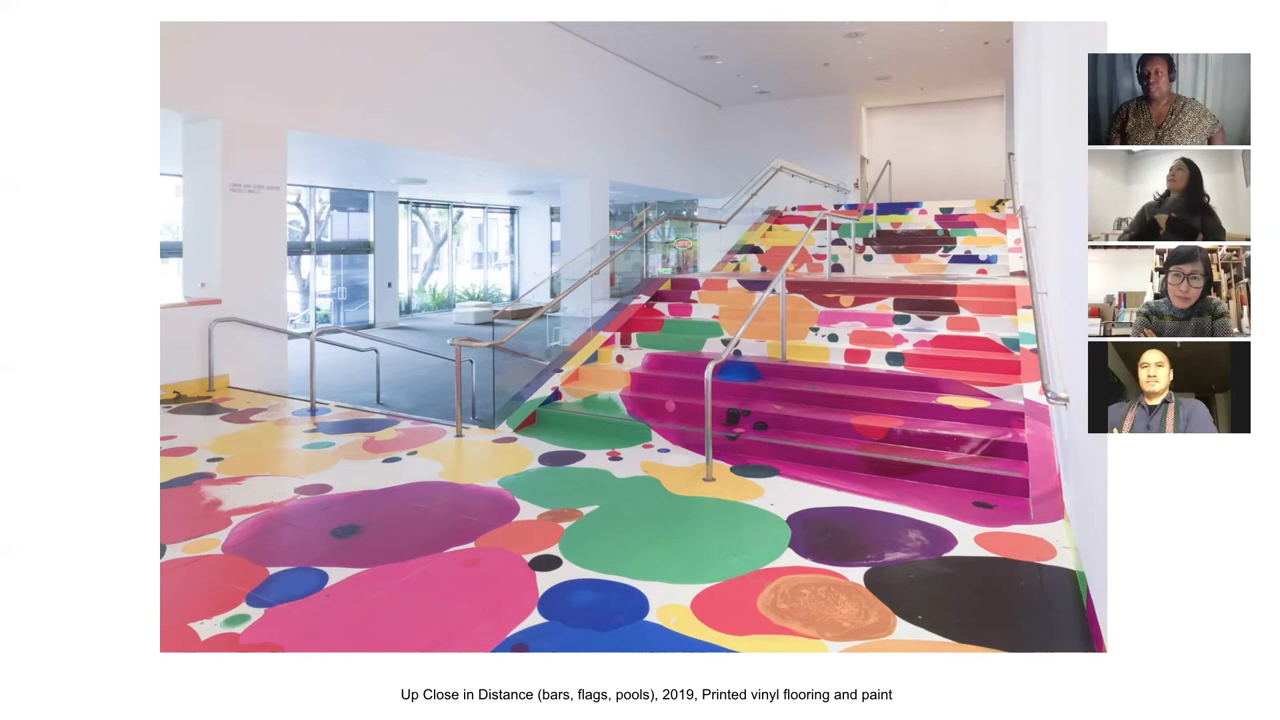 Up Close in Distance (bars, flags, pools), 2019, Printed vinyl flooring and paint